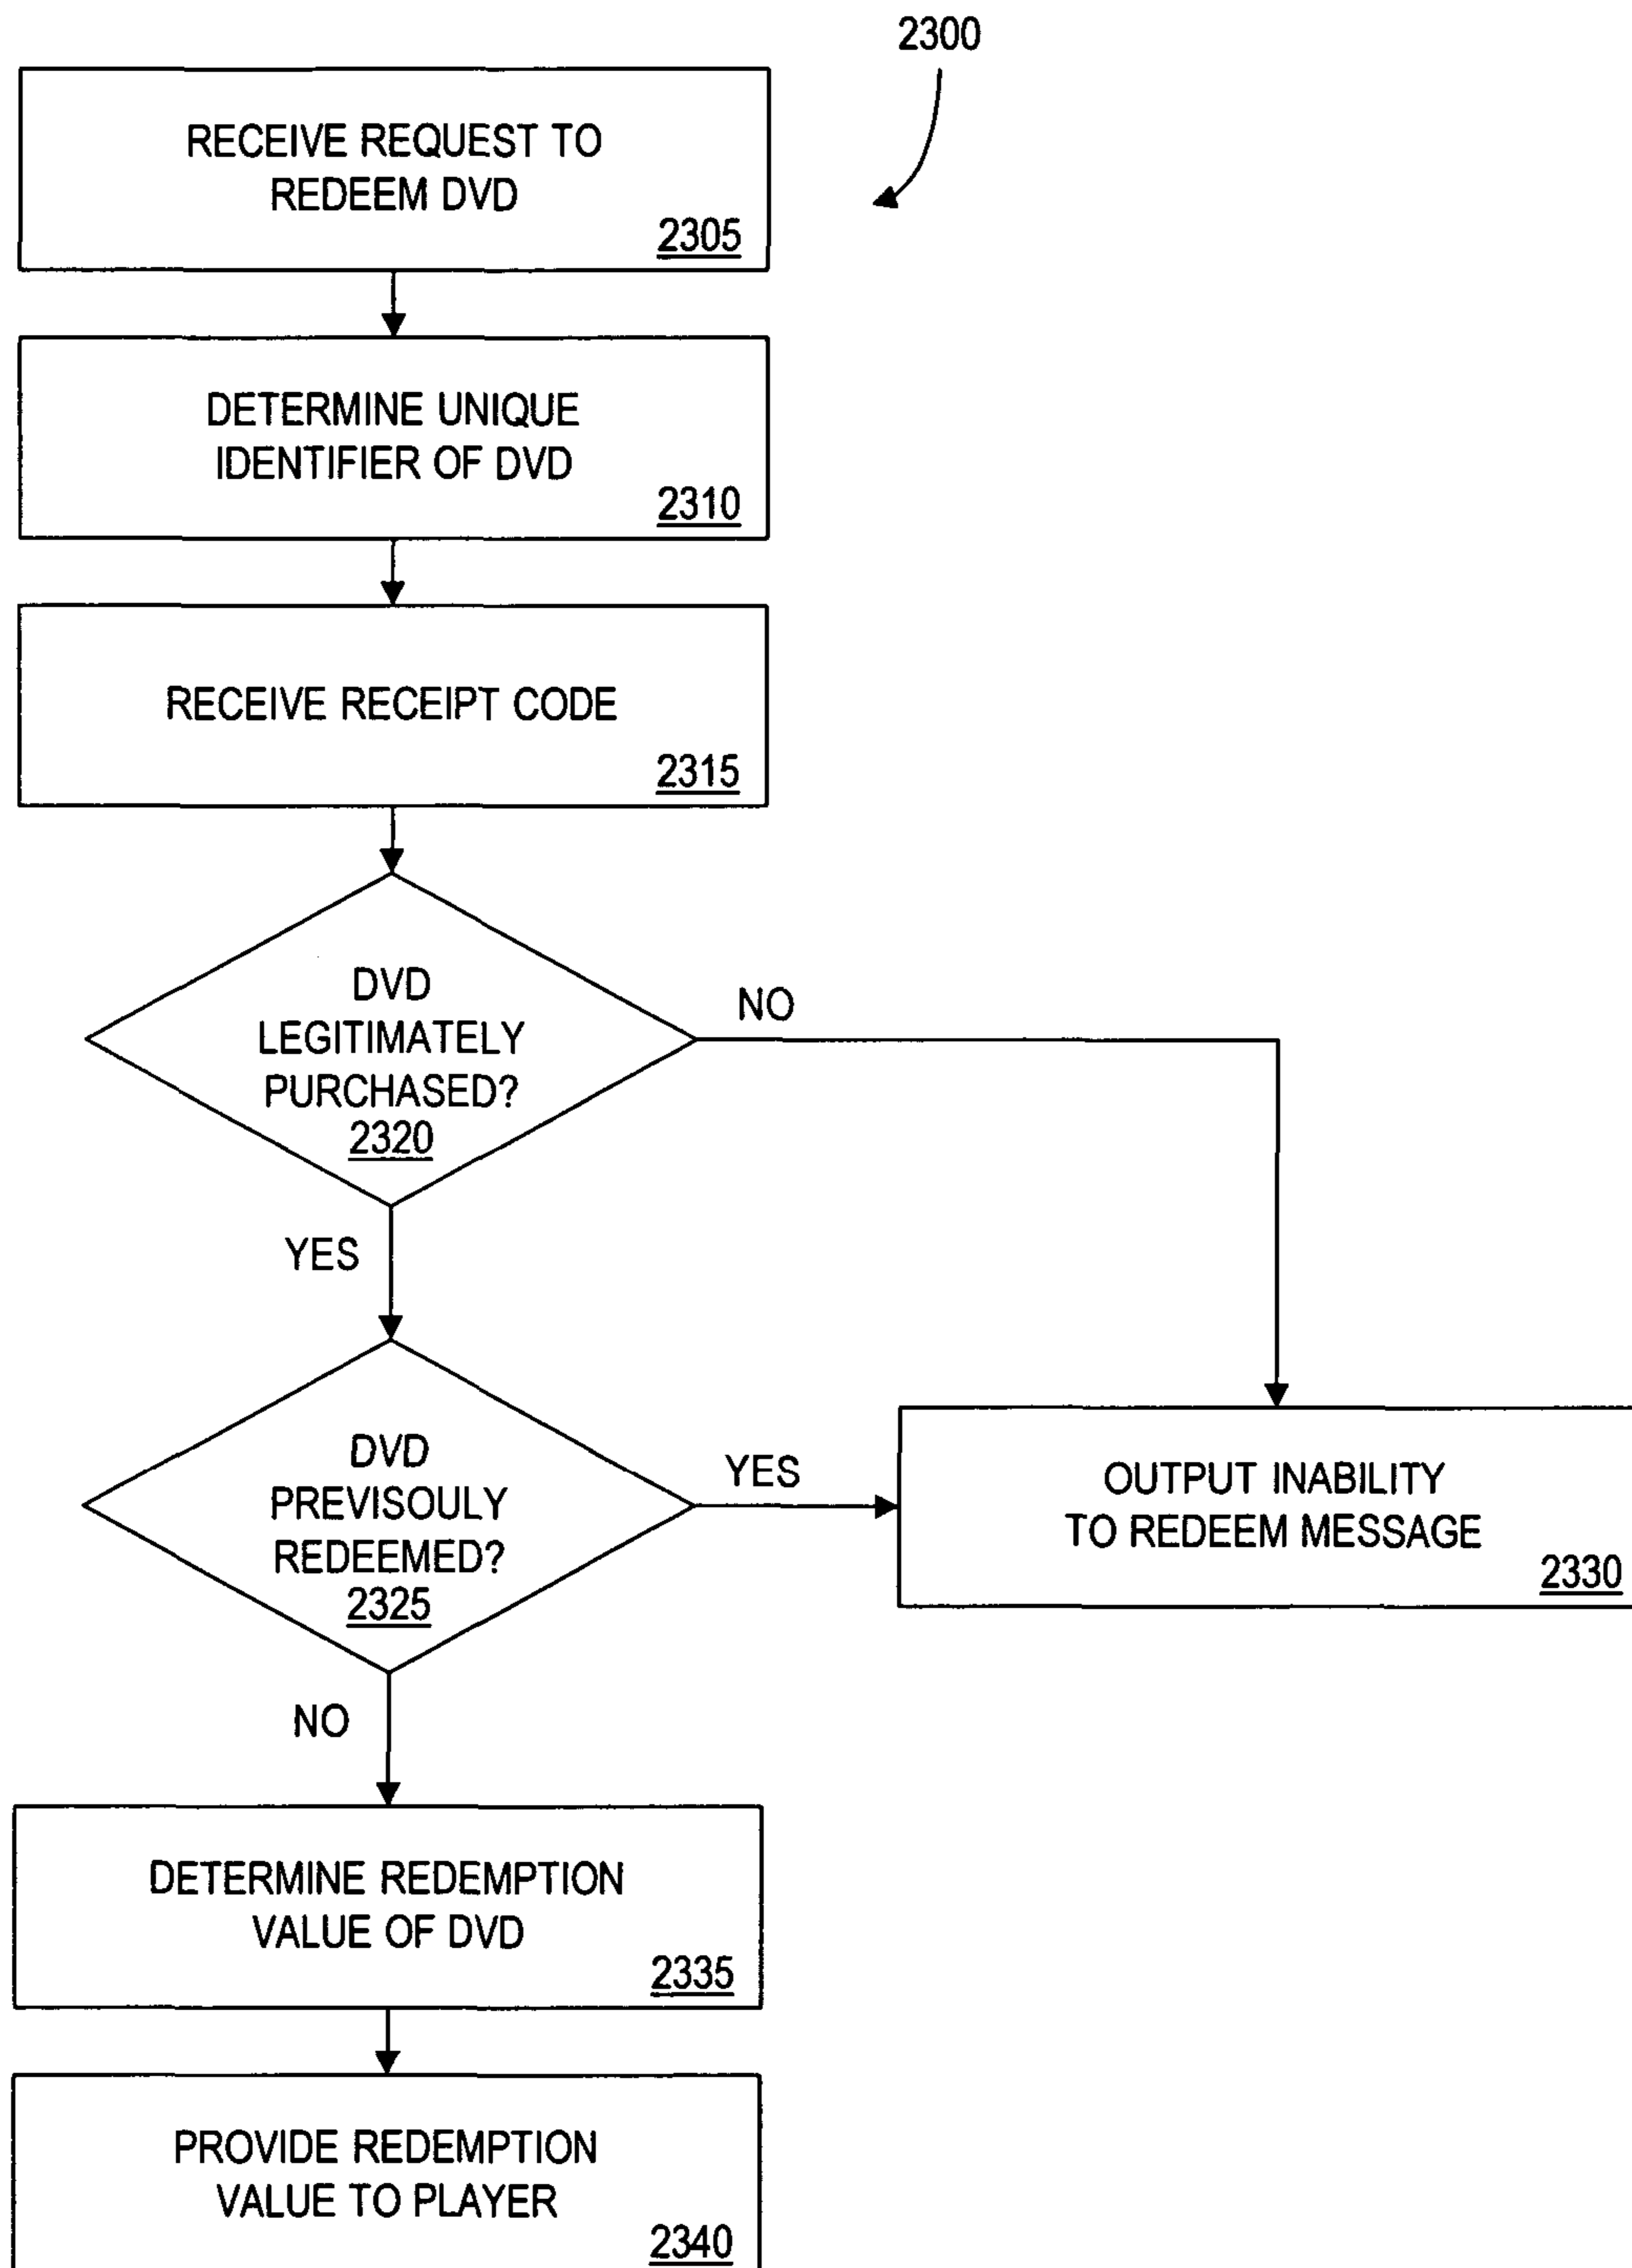 2300
RECEIVE REQUEST TO
REDEEM DVD
2305
DETERMINE UNIQUE
IDENTIFIER OF DVD
2310
RECEIVE RECEIPT CODE
2315
DVD
LEGITIMATELY
PURCHASED?
2320
NO
YES
DVD
PREVISOULY
REDEEMED?
2325
YES
OUTPUT INABILITY
TO REDEEM MESSAGE
2330
NO
DETERMINE REDEMPTION
VALUE OF DVD
2335
PROVIDE REDEMPTION
VALUE TO PLAYER
2340